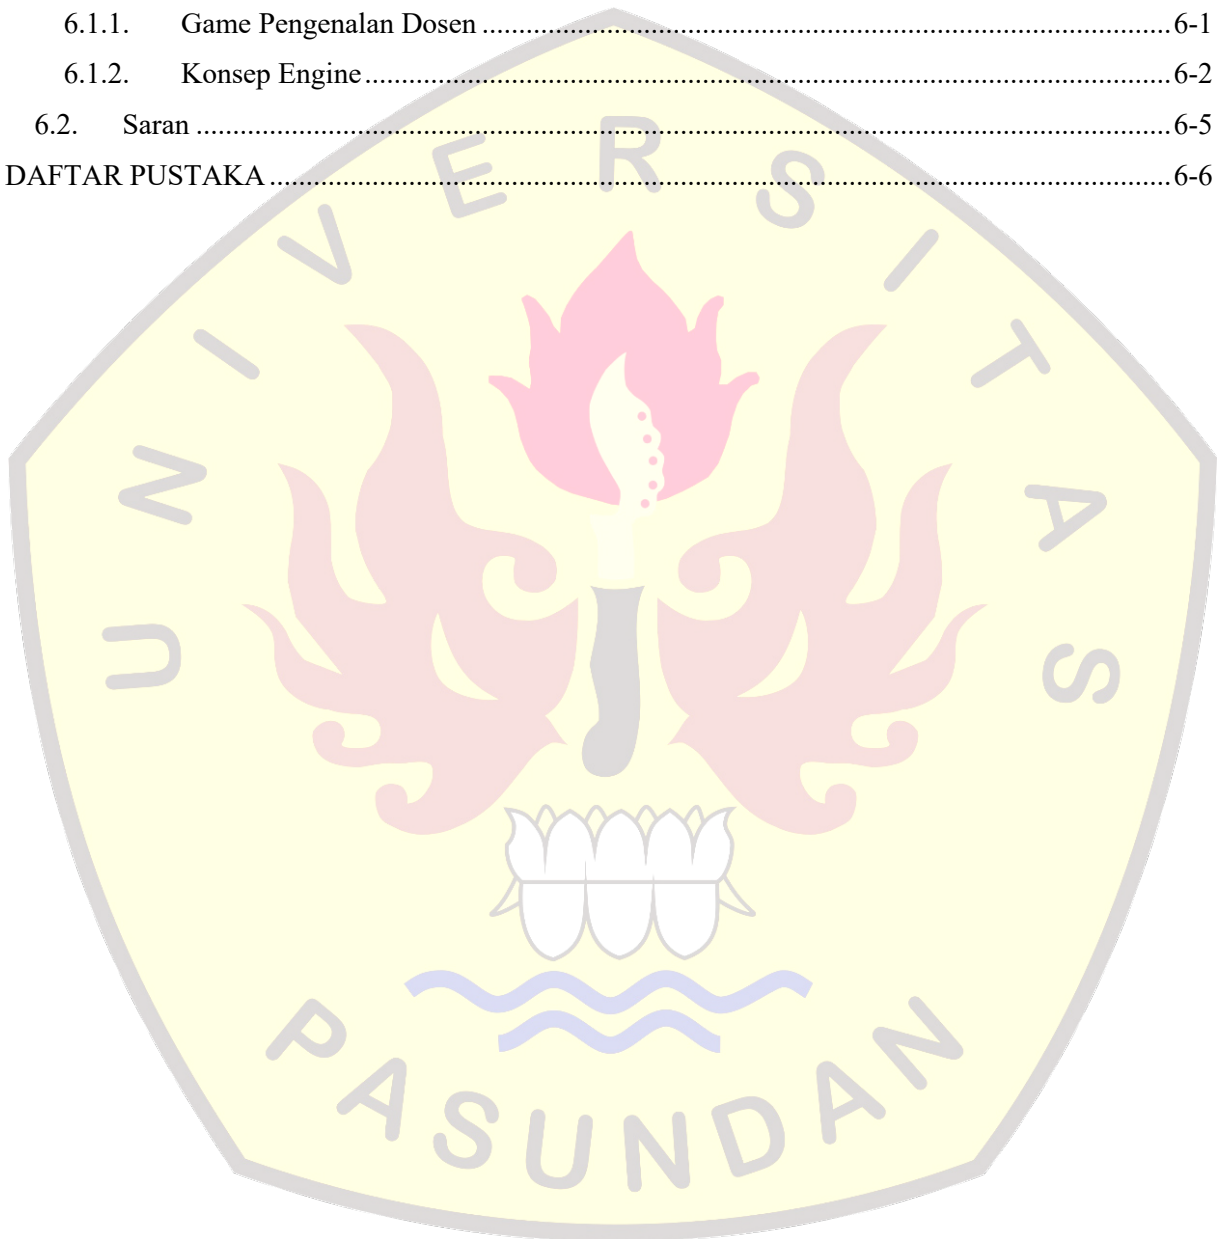 6.1.1. Game Pengenalan Dosen ........................................................................ 6-1
6.1.2. Konsep Engine ........................................................................ 6-2
6.2. Saran ........................................................................ 6-5
DAFTAR PUSTAKA ........................................................................ 6-6
UNIVERSITAS
PASUNDAN